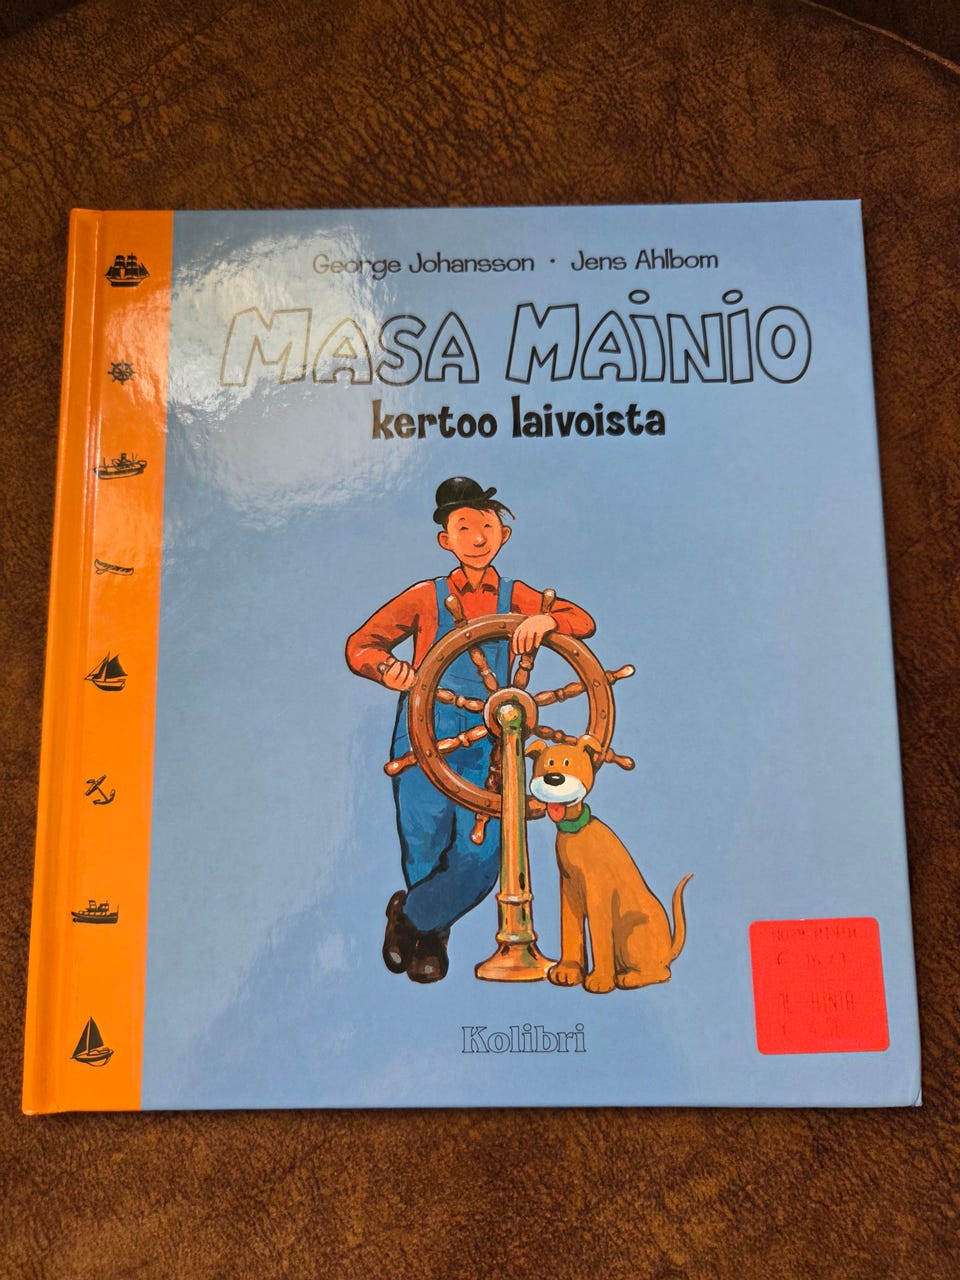 George Johansson · Jens Ahlbom
MASA MAINIO
kertoo laivoista
Kolibri